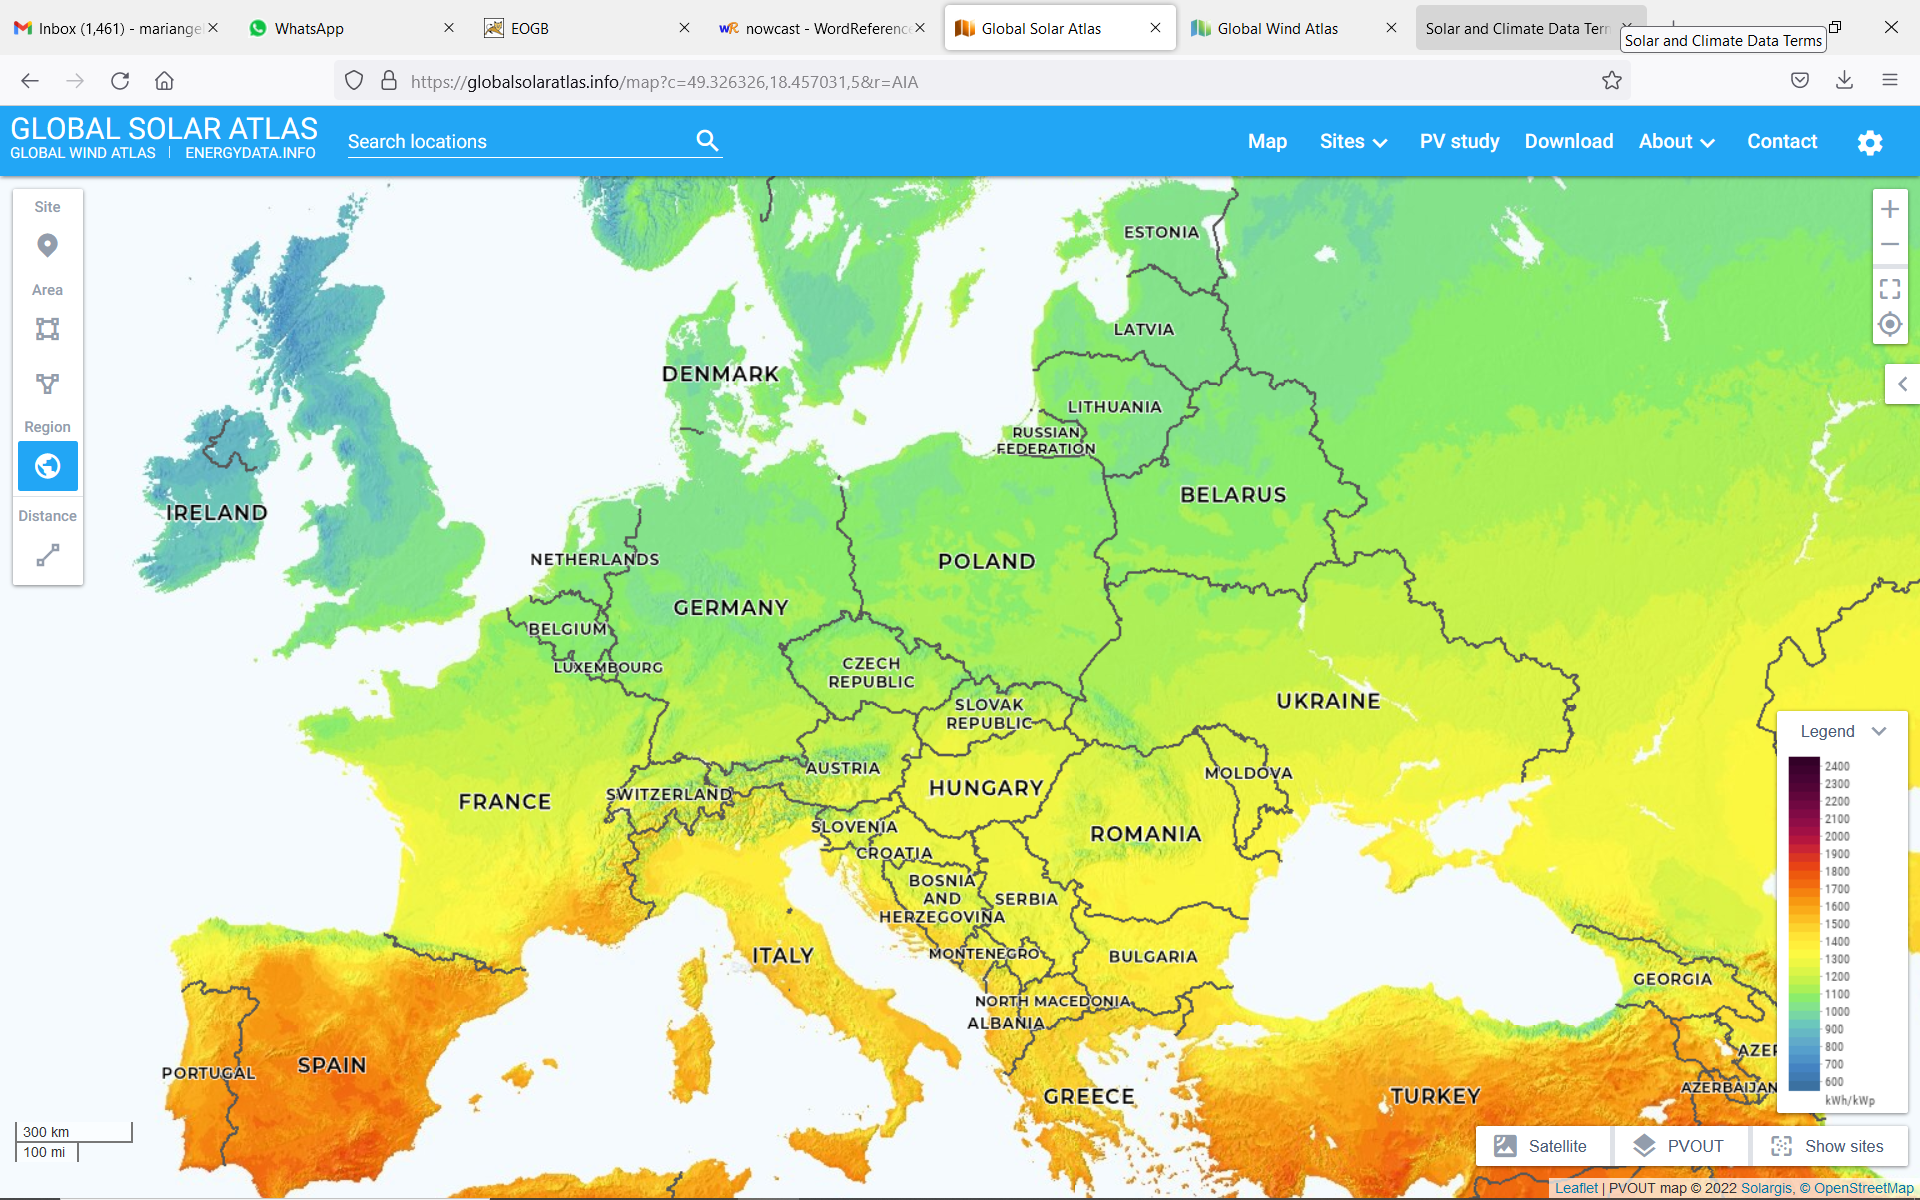 Inbox (1,461) - mariangel
WhatsApp
EOGB
nowcast - WordReference
Global Solar Atlas
Global Wind Atlas
Solar and Climate Data Term
Solar and Climate Data Terms
https://globalsolaratlas.info/map?c=49.326326,18.457031,5&r=AIA
GLOBAL SOLAR ATLAS
GLOBAL WIND ATLAS | ENERGYDATA.INFO
Search locations
Map
Sites
PV study
Download
About
Contact
Site
Area
Region
Distance
ESTONIA
LATVIA
DENMARK
LITHUANIA
RUSSIAN
FEDERATION
BELARUS
IRELAND
NETHERLANDS
POLAND
GERMANY
BELGIUM
LUXEMBOURG
CZECH
REPUBLIC
SLOVAK
REPUBLIC
UKRAINE
AUSTRIA
MOLDOVA
HUNGARY
SWITZERLAND
FRANCE
SLOVENIA
ROMANIA
CROATIA
BOSNIA
AND
HERZEGOVINA
SERBIA
ITALY
MONTENEGRO
BULGARIA
GEORGIA
NORTH MACEDONIA
ALBANIA
AZER
SPAIN
PORTUGAL
GREECE
TURKEY
AZERBAIJAN
Legend
2400
2300
2200
2100
2000
1900
1800
1700
1600
1500
1400
1300
1200
1100
1000
900
800
700
600
kWh/kWp
300 km
100 mi
Satellite
PVOUT
Show sites
Leaflet | PVOUT map © 2022 Solargis, © OpenStreetMap